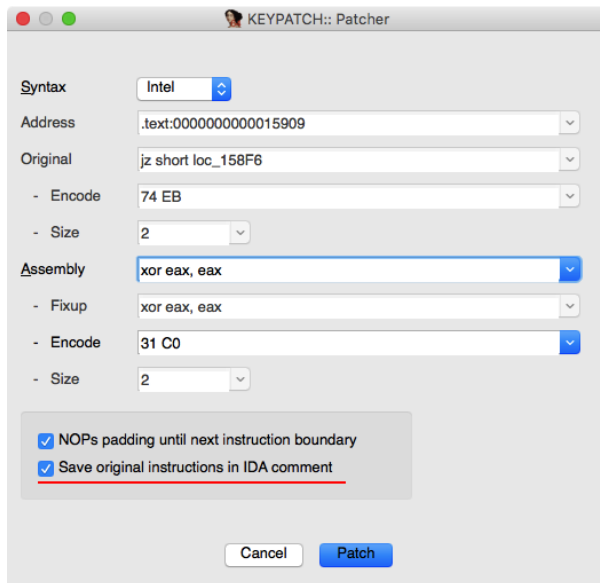 KEYPATCH:: Patcher
Syntax Intel
Address .text:0000000000015909
Original jz short loc_158F6
- Encode 74 EB
- Size 2
Assembly xor eax, eax
- Fixup xor eax, eax
- Encode 31 C0
- Size 2
NOPs padding until next instruction boundary
Save original instructions in IDA comment
Cancel Patch